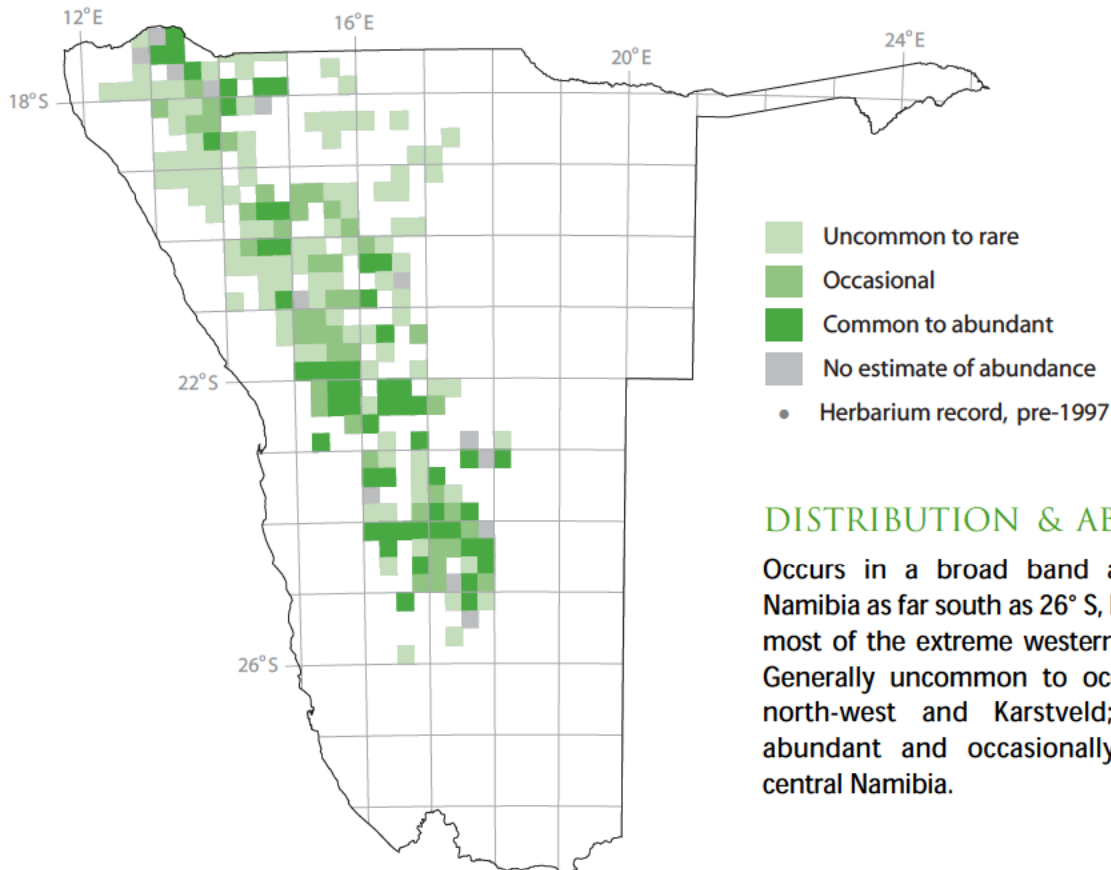 12°E
16°E
20°E
24°E
18°S
22°S
26°S
Uncommon to rare
Occasional
Common to abundant
No estimate of abundance
Herbarium record, pre-1997
DISTRIBUTION & AB
Occurs in a broad band a
Namibia as far south as 26° S,
most of the extreme western
Generally uncommon to occ
north-west and Karstveld;
abundant and occasionally
central Namibia.